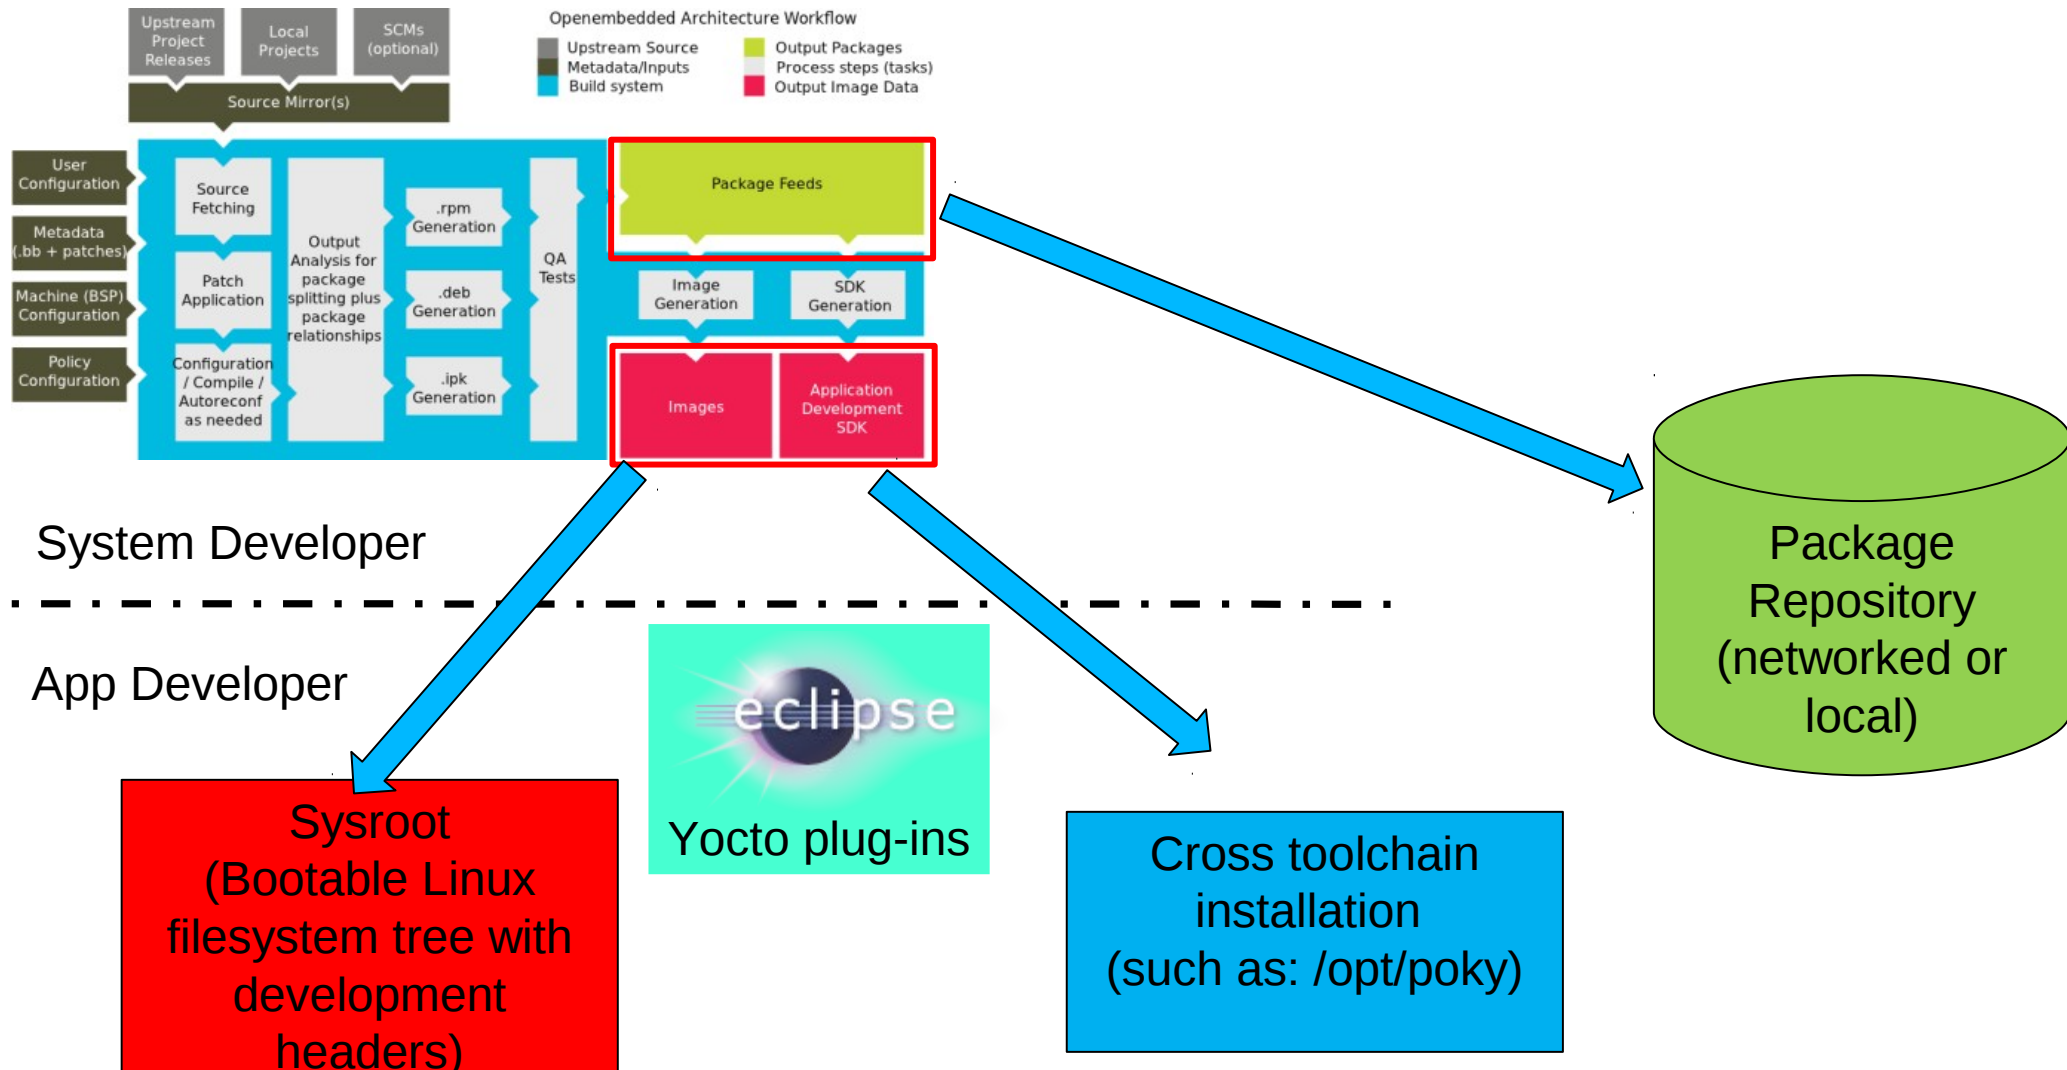 Upstream
Project
Releases
Local
Projects
SCMs
(optional)
Source Mirror(s)
Openembedded Architecture Workflow
Upstream Source
Metadata/Inputs
Build system
Output Packages
Process steps (tasks)
Output Image Data
User
Configuration
Metadata
(.bb + patches)
Machine (BSP)
Configuration
Policy
Configuration
Source
Fetching
Patch
Application
Configuration
/ Compile /
Autoreconf
as needed
Output
Analysis for
package
splitting plus
package
relationships
.rpm
Generation
.deb
Generation
.ipk
Generation
QA
Tests
Package Feeds
Image
Generation
SDK
Generation
Images
Application
Development
SDK
System Developer
App Developer
Package
Repository
(networked or
local)
eclipse
Yocto plug-ins
Sysroot
(Bootable Linux
filesystem tree with
development
headers)
Cross toolchain
installation
(such as: /opt/poky)